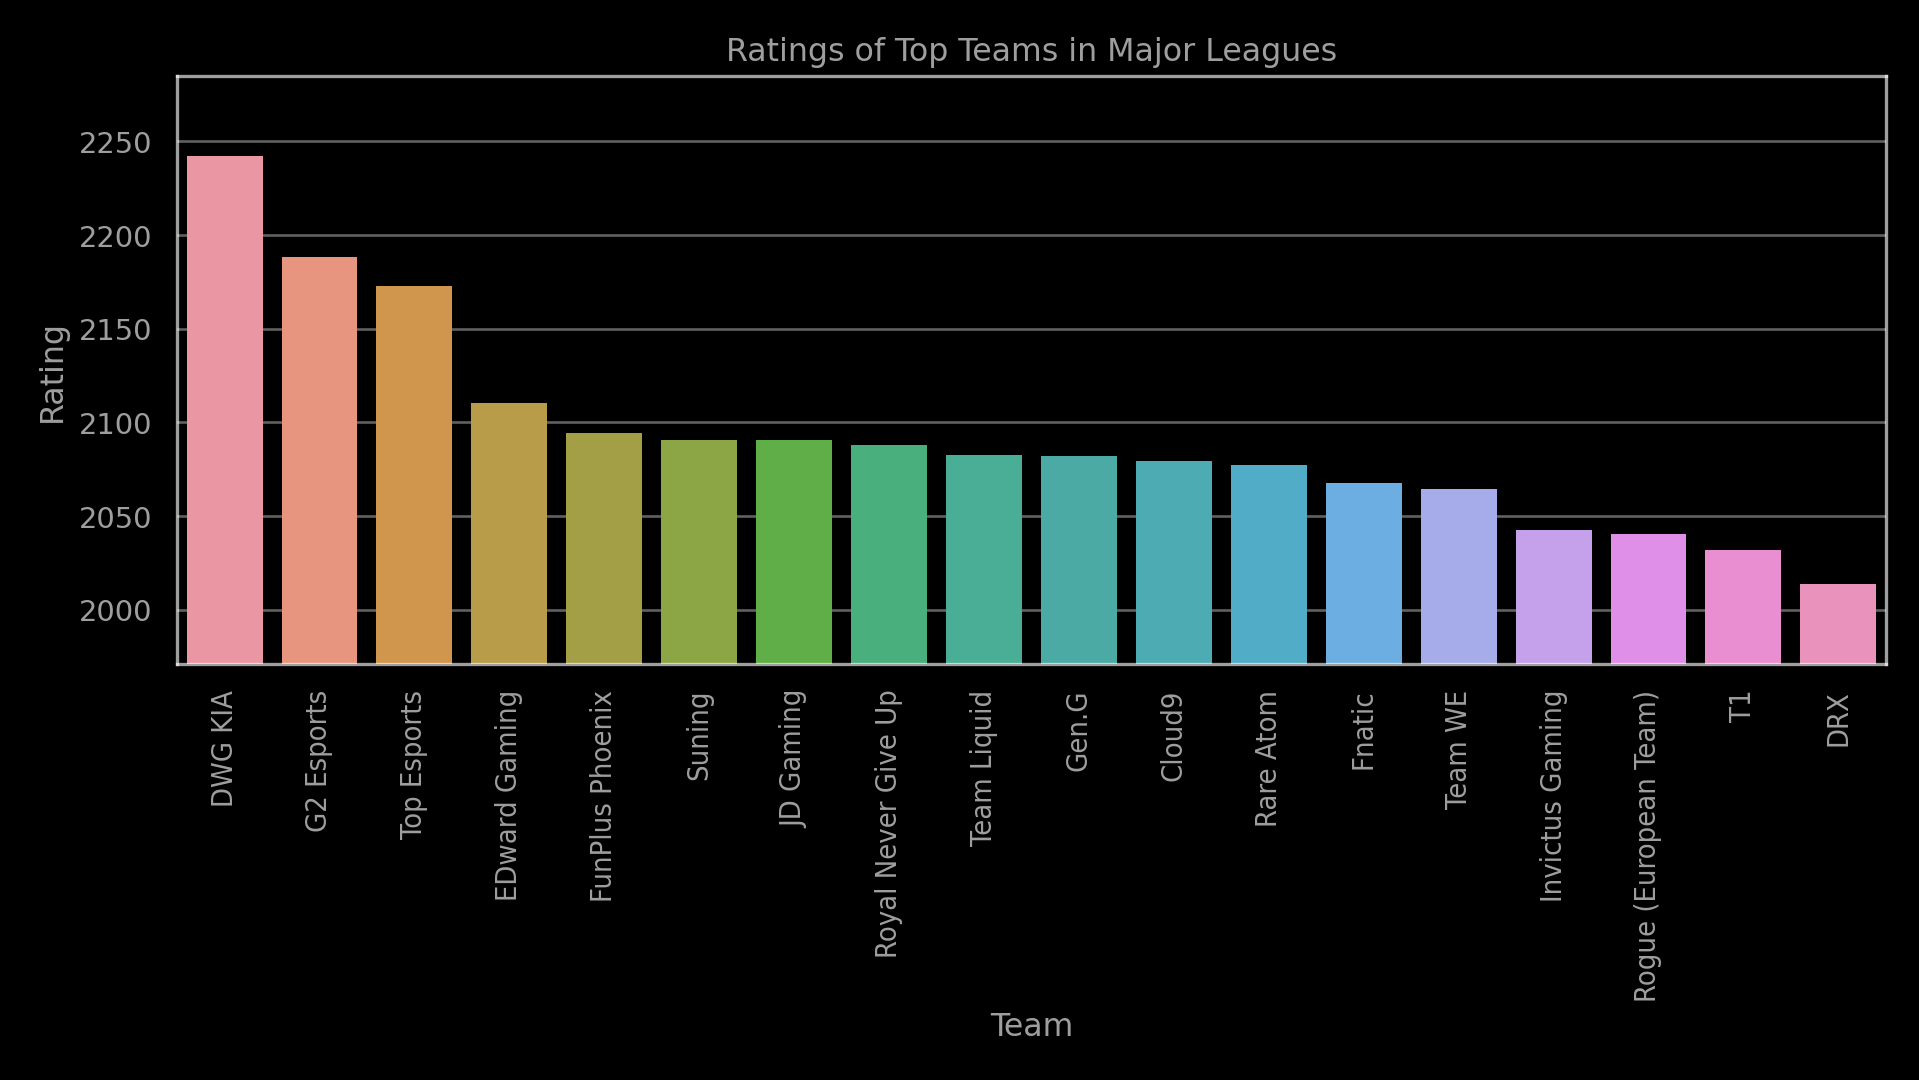 Ratings of Top Teams in Major Leagues
Rating
2250
2200
2150
2100
2050
2000
DWG KIA
G2 Esports
Top Esports
EDward Gaming
FunPlus Phoenix
Suning
JD Gaming
Royal Never Give Up
Team Liquid
Gen.G
Cloud9
Rare Atom
Fnatic
Team WE
Invictus Gaming
Rogue (European Team)
T1
DRX
Team